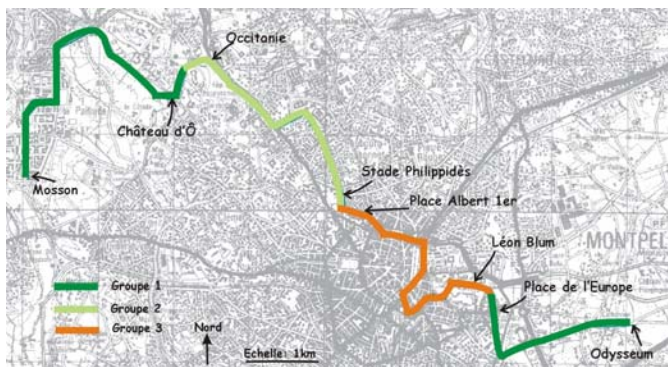 Occitanie
Château d'Ô
Mosson
Stade Philippidès
Place Albert 1er
Léon Blum
MONTPEL
Place de l'Europe
Groupe 1
Groupe 2
Groupe 3
Nord
Echelle: 1km
Odysseum